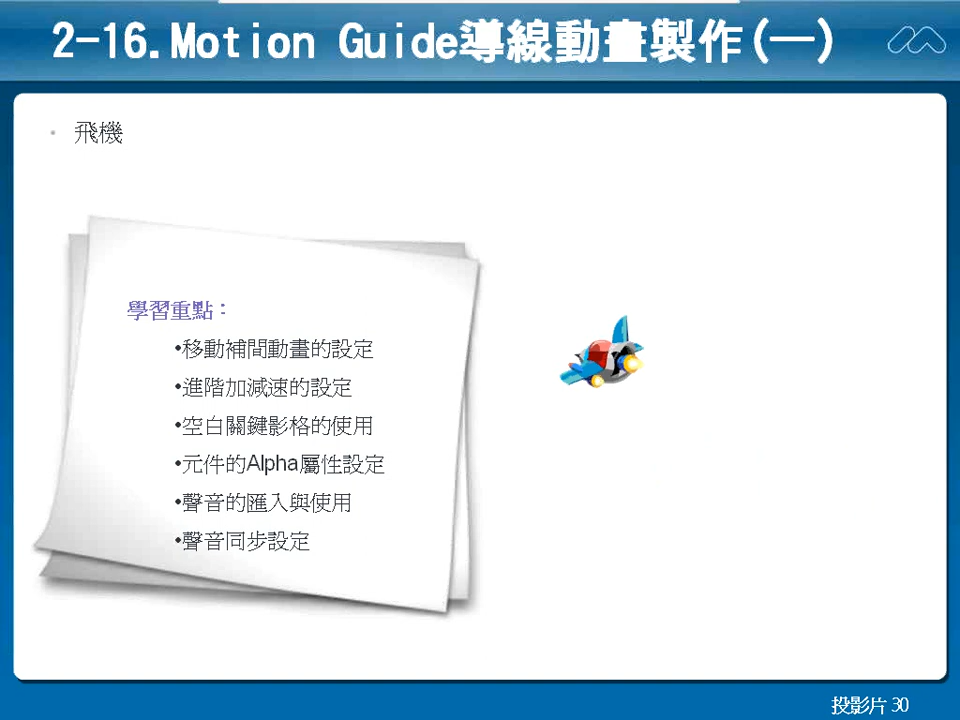 2-16.Motion Guide導線動畫製作(一)
• 飛機
學習重點：
•移動補間動畫的設定
•進階加減速的設定
•空白關鍵影格的使用
•元件的Alpha屬性設定
•聲音的匯入與使用
•聲音同步設定
投影片 30